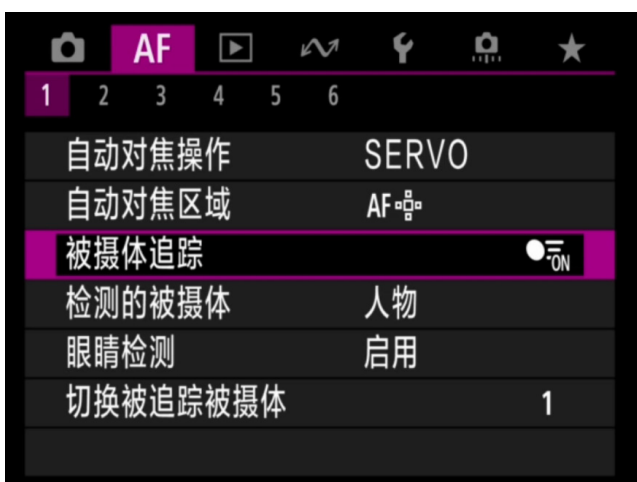 AF
1 2 3 4 5 6
自动对焦操作 SERVO
自动对焦区域 AF
被摄体追踪 ON
检测的被摄体 人物
眼睛检测 启用
切换被追踪被摄体 1